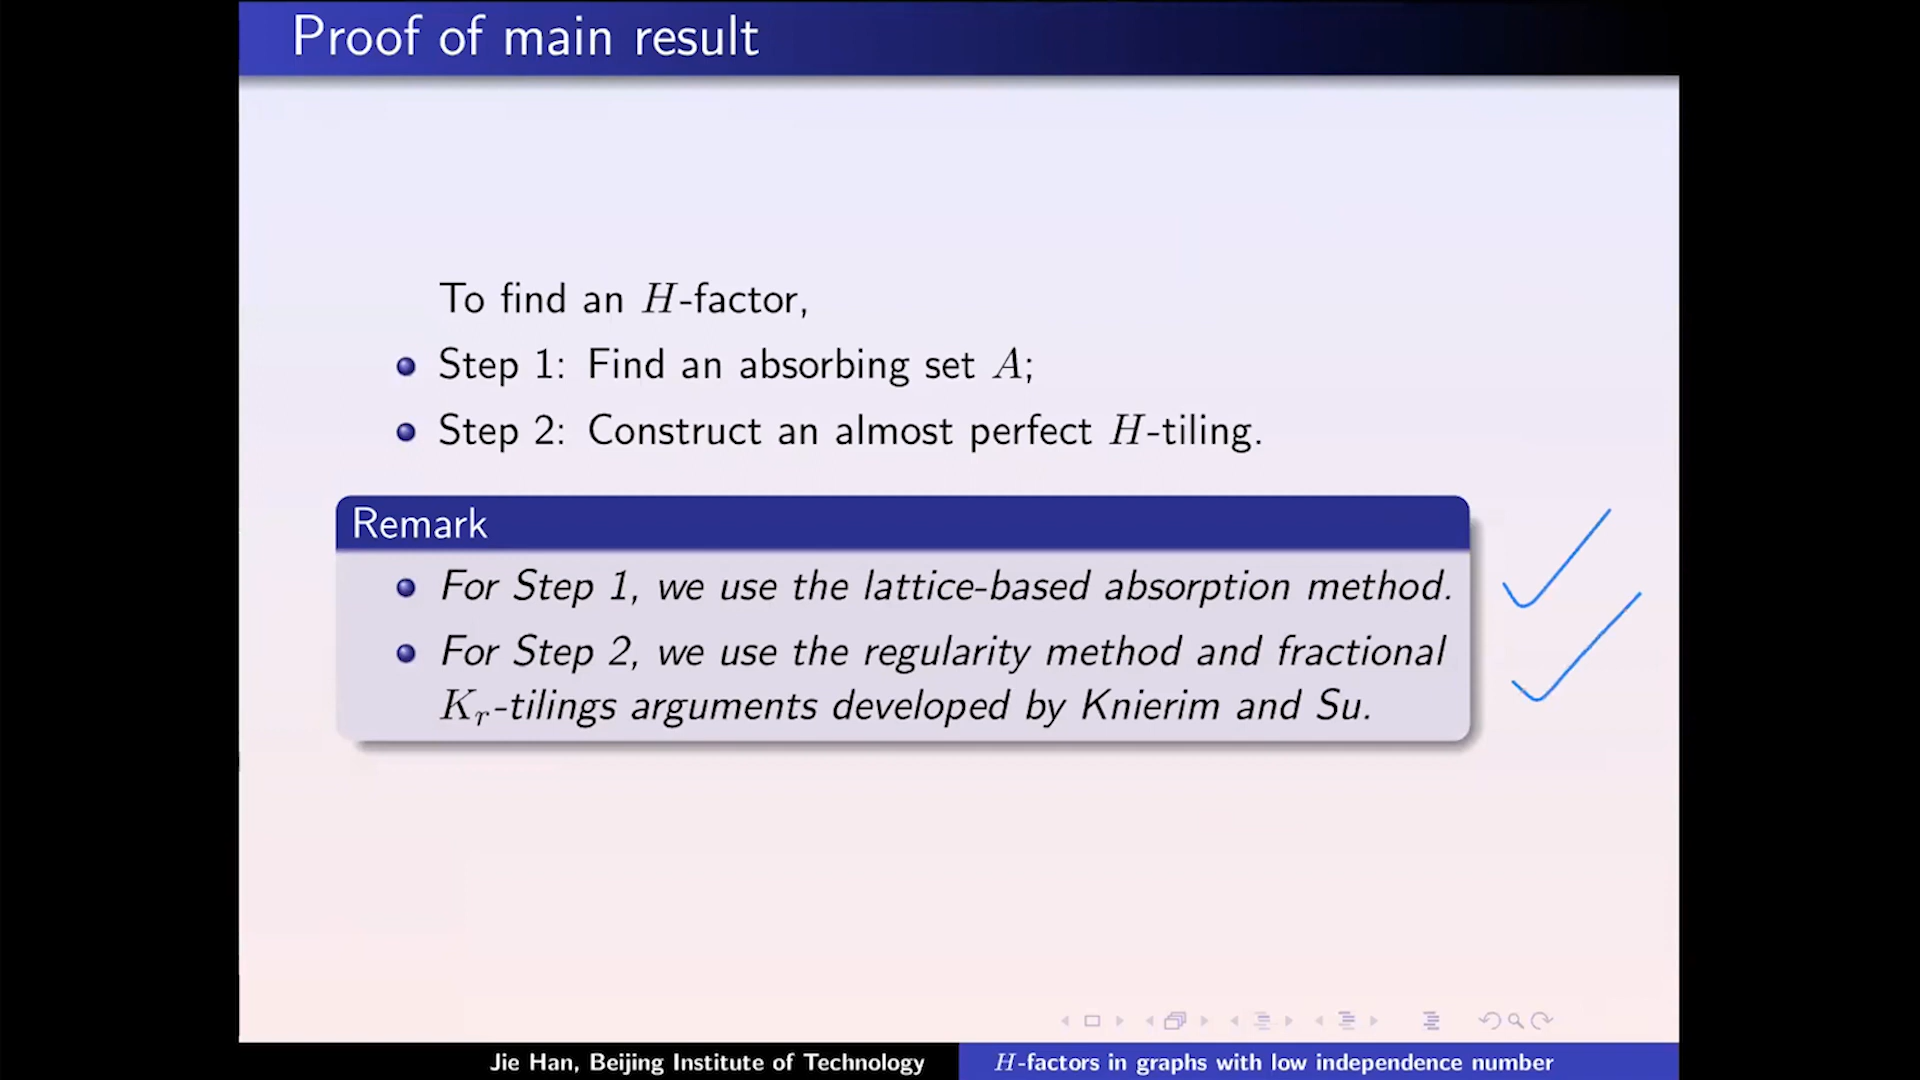 Proof of main result
To find an H-factor,
Step 1: Find an absorbing set A;
Step 2: Construct an almost perfect H-tiling.
Remark
For Step 1, we use the lattice-based absorption method.
For Step 2, we use the regularity method and fractional
Kᵣ-tilings arguments developed by Knierim and Su.
Jie Han, Beijing Institute of Technology
H-factors in graphs with low independence number